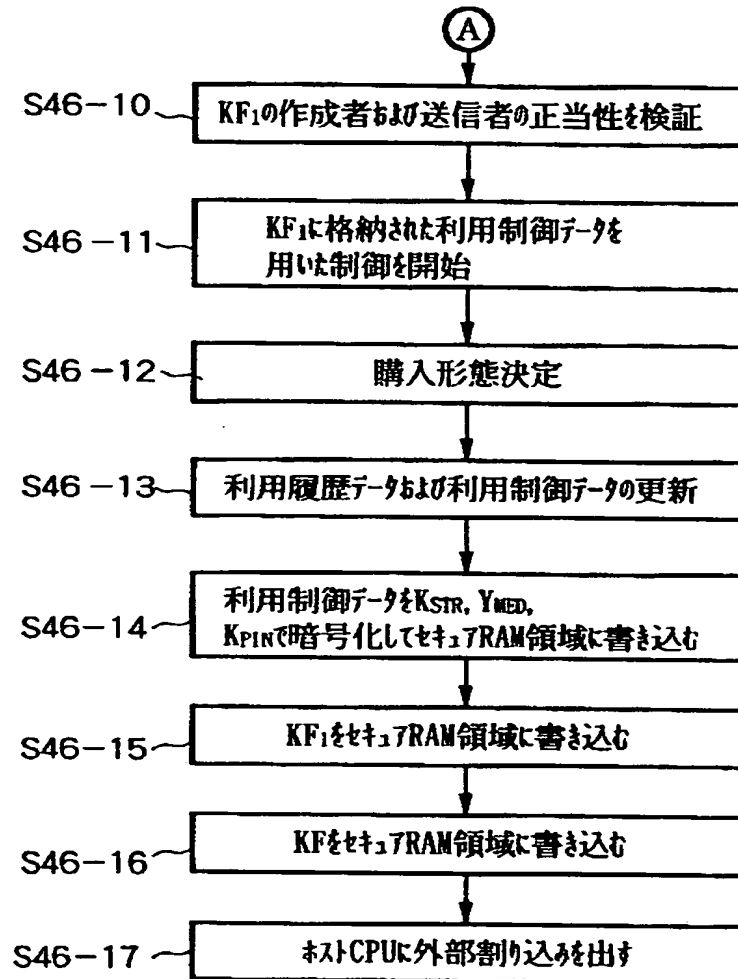 A
S46-10
KF1の作成者および送信者の正当性を検証
S46-11
KF1に格納された利用制御データを
用いた制御を開始
S46-12
購入形態決定
S46-13
利用履歴データおよび利用制御データの更新
S46-14
利用制御データをKSTR, YMED,
KPINで暗号化してセキュアRAM領域に書き込む
S46-15
KF1をセキュアRAM領域に書き込む
S46-16
KFをセキュアRAM領域に書き込む
S46-17
ホストCPUに外部割り込みを出す